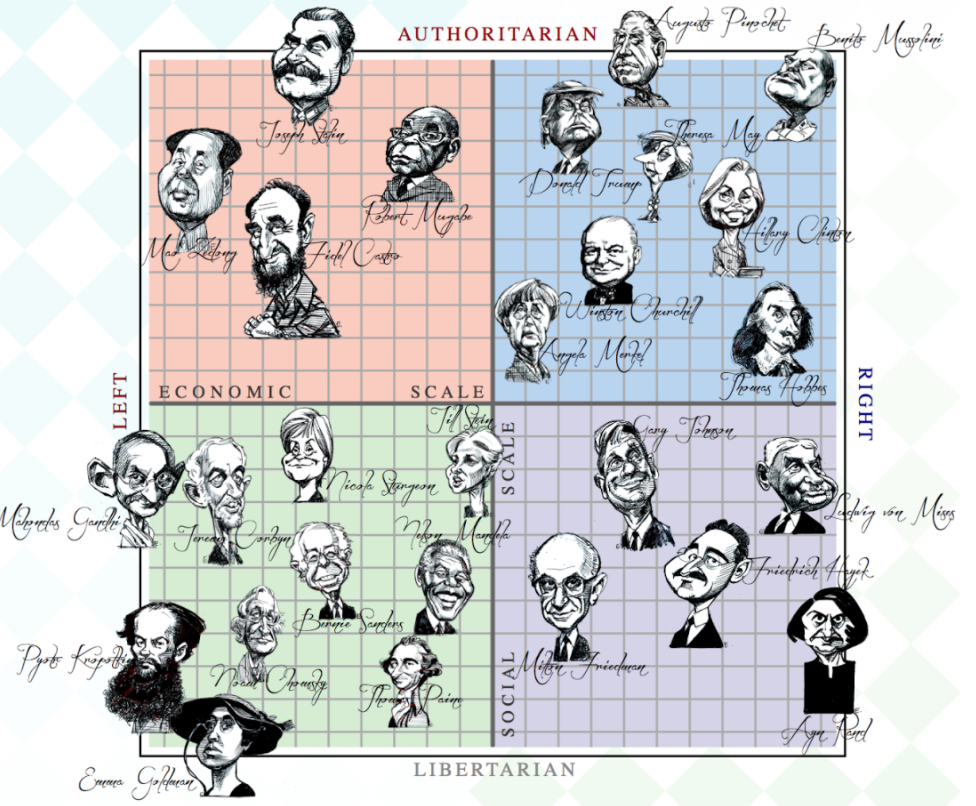 Augusto Pinochet
AUTHORITARIAN
Benito Mussolini
Joseph Stalin
Theresa May
Donald Trump
Robert Mugabe
Hillary Clinton
Mao Zedong
Fidel Castro
Winston Churchill
Angela Merkel
Thomas Hobbes
ECONOMIC SCALE
LEFT
RIGHT
Jill Stein
Gary Johnson
SOCIAL SCALE
Nicola Sturgeon
Mahondas Gandhi
Jeremy Corbyn
Nelson Mandela
Ludwig von Mises
Friedrich Hayek
Bernie Sanders
Pyotr Kropotkin
Noam Chomsky
Milton Friedman
Thomas Paine
Ayn Rand
Emma Goldman
LIBERTARIAN